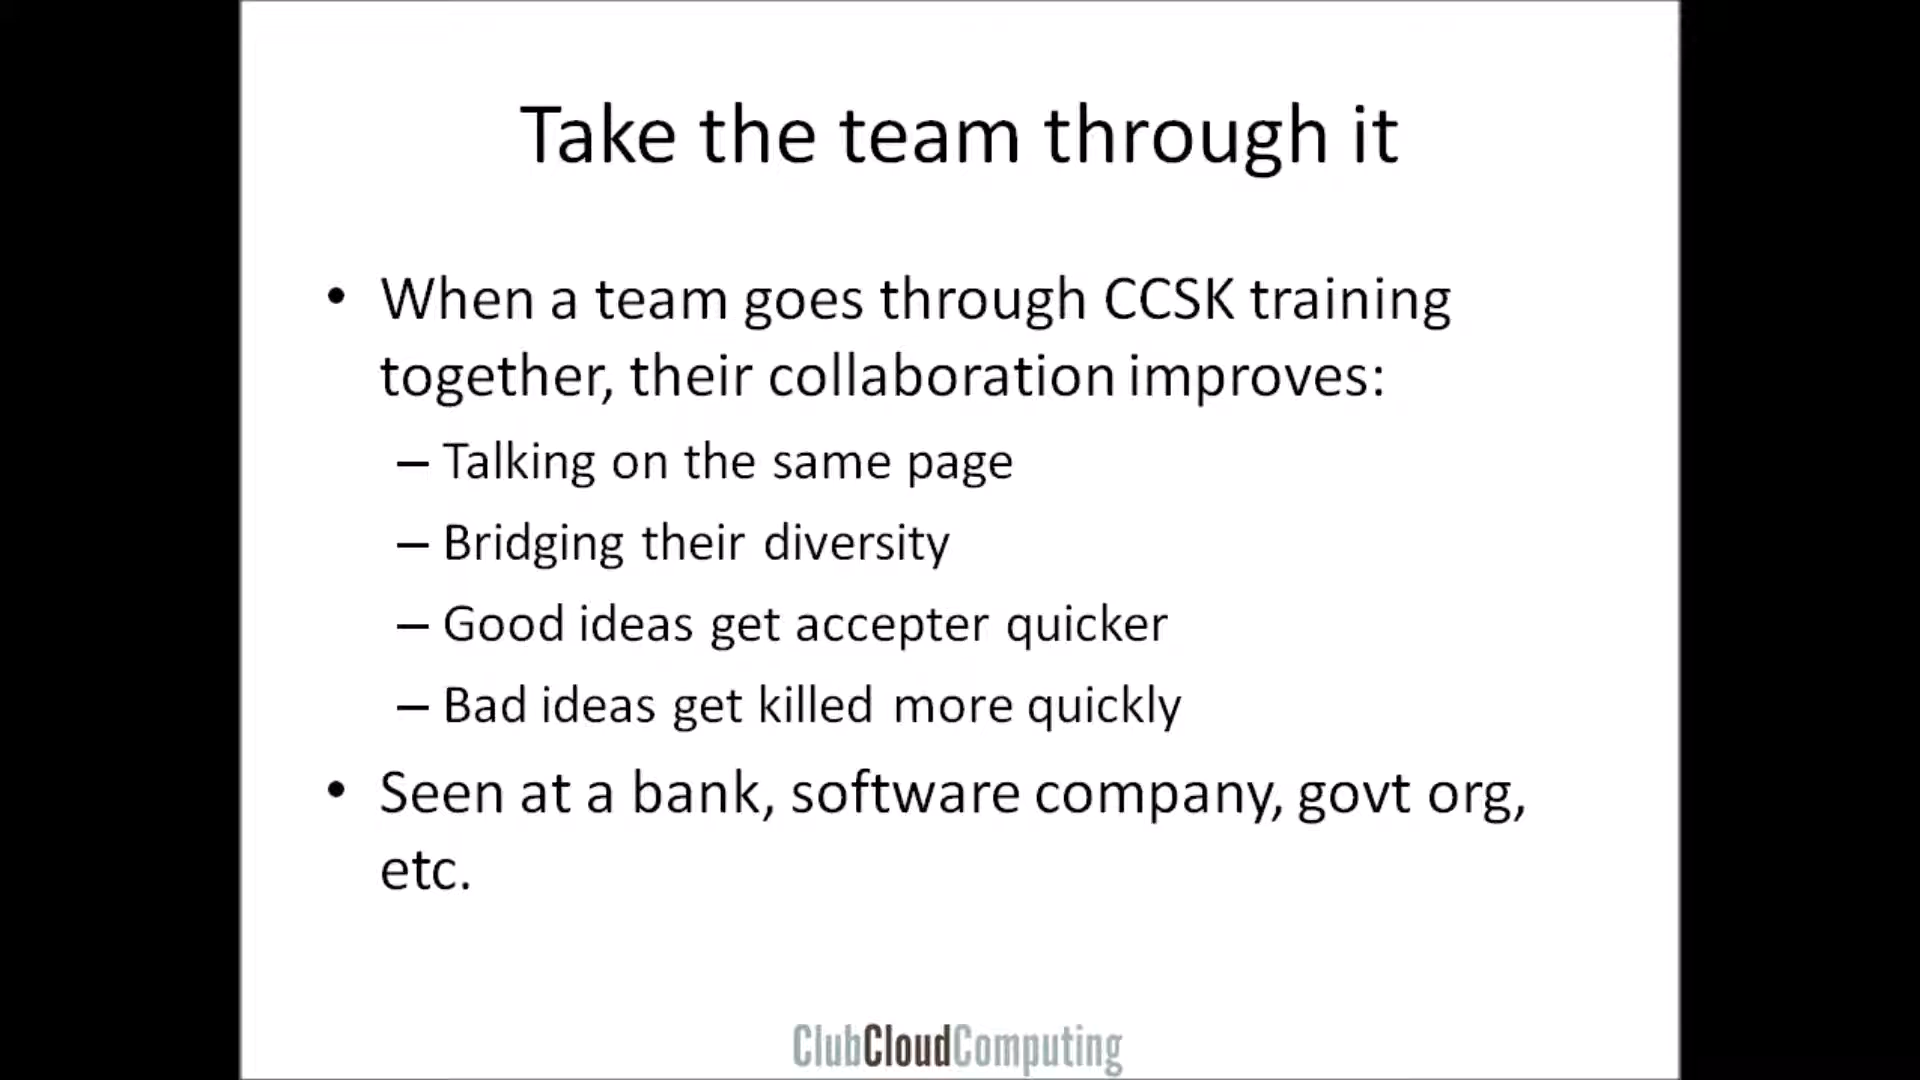 Take the team through it
• When a team goes through CCSK training
together, their collaboration improves:
– Talking on the same page
– Bridging their diversity
– Good ideas get accepter quicker
– Bad ideas get killed more quickly
• Seen at a bank, software company, govt org,
etc.
ClubCloudComputing